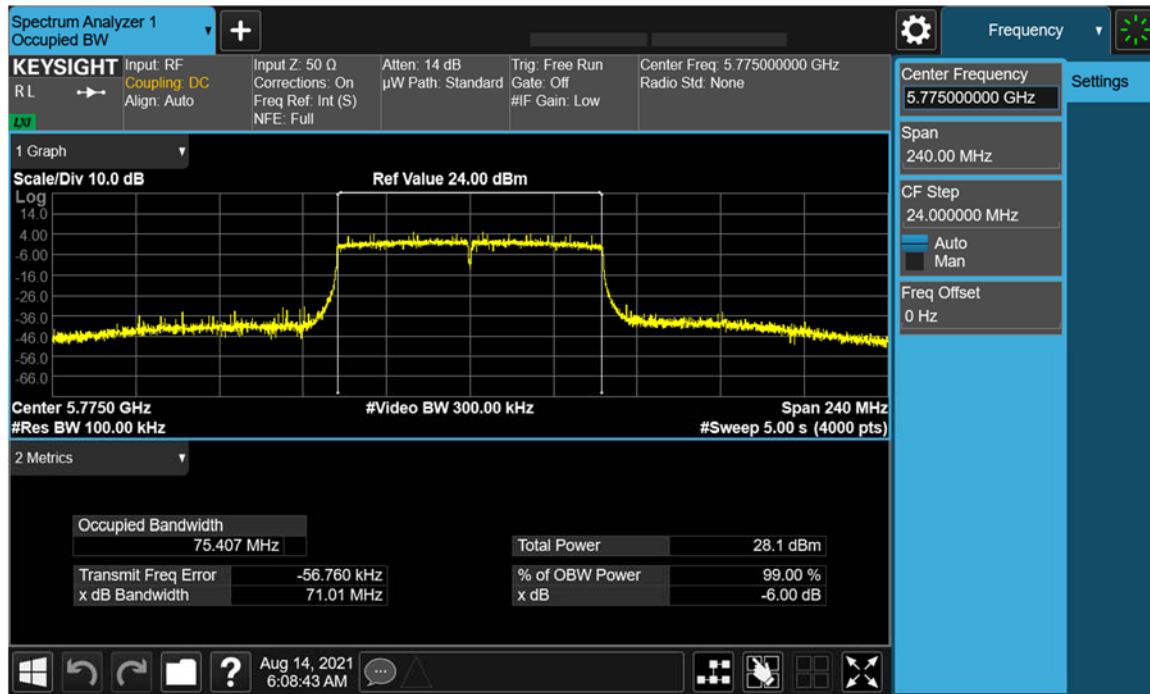 Spectrum Analyzer 1
Occupied BW
Frequency
KEYSIGHT
R L
LXI
Input: RF
Coupling: DC
Align: Auto
Input Z: 50 Ω
Corrections: On
Freq Ref: Int (S)
NFE: Full
Atten: 14 dB
µW Path: Standard
Trig: Free Run
Gate: Off
#IF Gain: Low
Center Freq: 5.775000000 GHz
Radio Std: None
Center Frequency
5.775000000 GHz
Settings
Span
240.00 MHz
CF Step
24.000000 MHz
Auto
Man
Freq Offset
0 Hz
1 Graph
Scale/Div 10.0 dB
Ref Value 24.00 dBm
Log
14.0
4.00
-6.00
-16.0
-26.0
-36.0
-46.0
-56.0
-66.0
Center 5.7750 GHz
#Video BW 300.00 kHz
Span 240 MHz
#Res BW 100.00 kHz
#Sweep 5.00 s (4000 pts)
2 Metrics
Occupied Bandwidth
75.407 MHz
Total Power 28.1 dBm
Transmit Freq Error -56.760 kHz
% of OBW Power 99.00 %
x dB Bandwidth 71.01 MHz
x dB -6.00 dB
?
Aug 14, 2021
6:08:43 AM